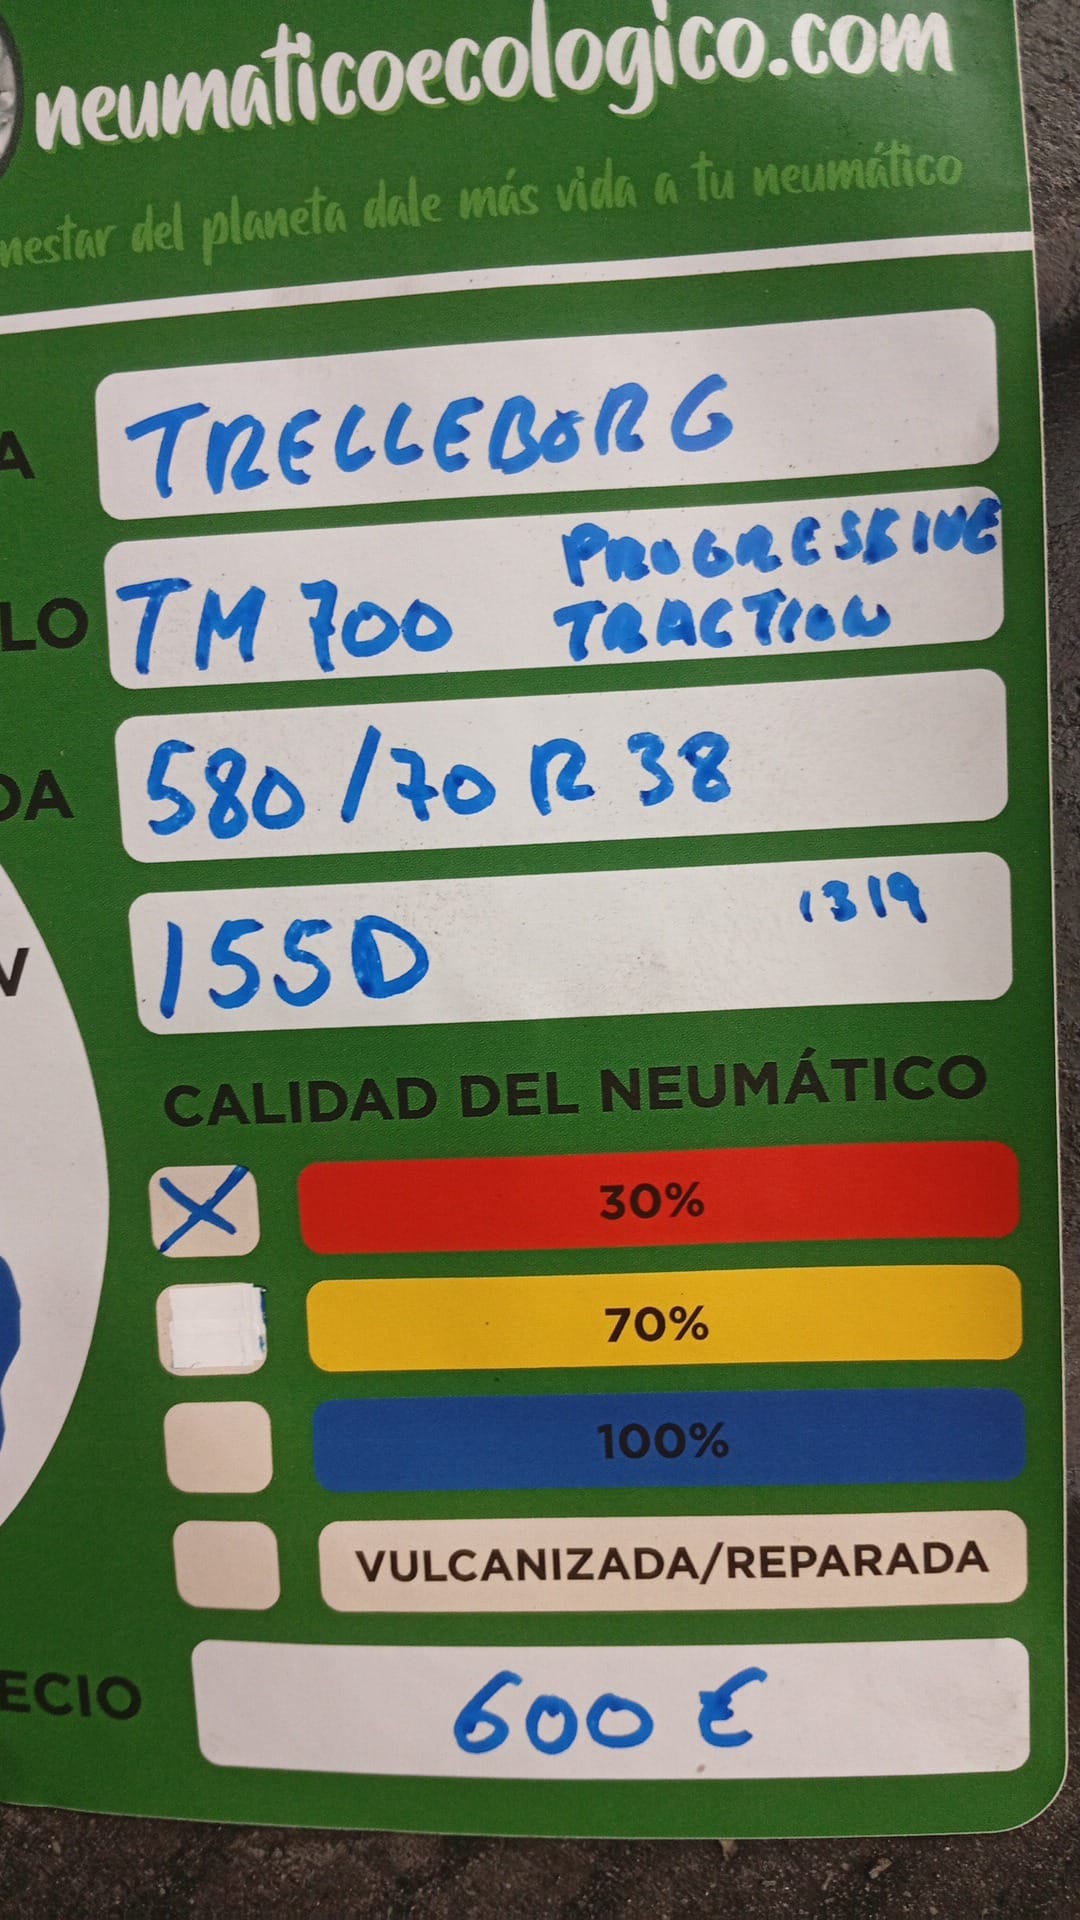 neumaticoecologico.com
nestar del planeta dale más vida a tu neumático
A TRELLEBORG
LO TM 700 PROGRESSIVE
TRACTION
DA 580/70 R 38
V 155D 1319
CALIDAD DEL NEUMÁTICO
X 30%
70%
100%
VULCANIZADA/REPARADA
ECIO 600 €